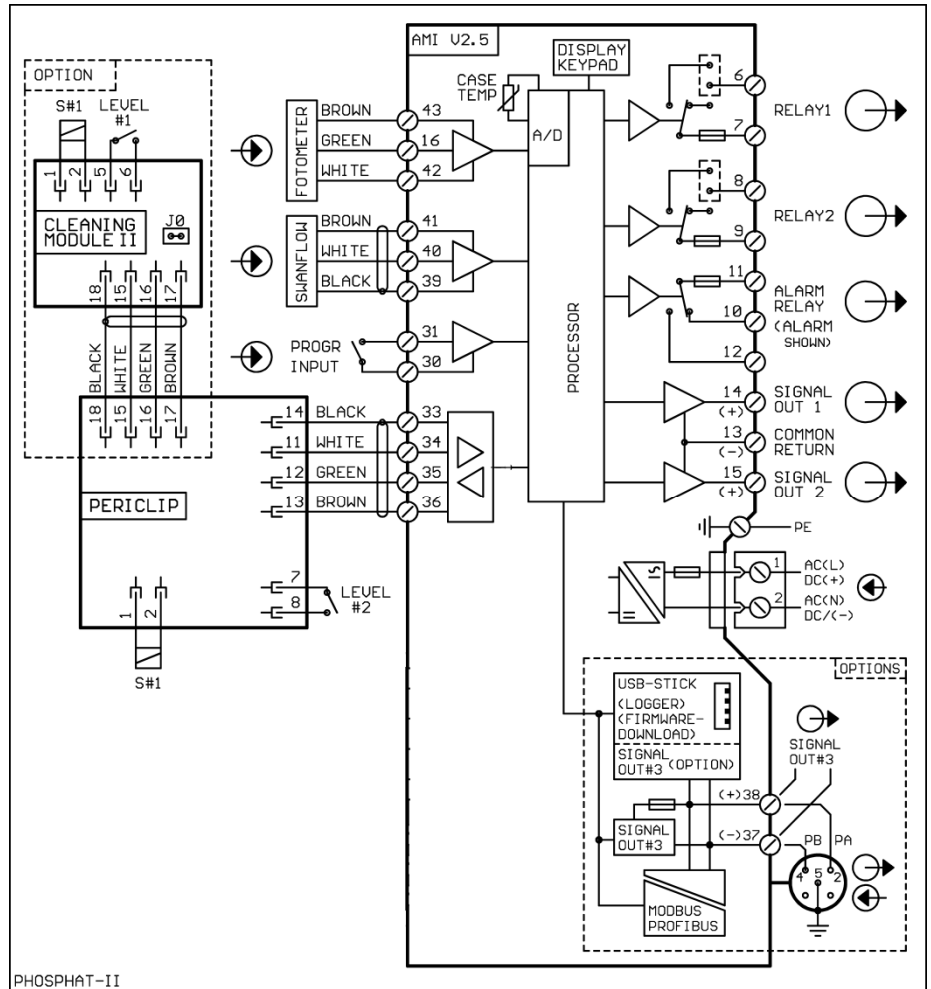 AMI V2.5
OPTION
S#1 LEVEL
#1
1 2 5 6
CLEANING
MODULE II
J0
18 15 16 17
BLACK
WHITE
GREEN
BROWN
18 15 16 17
PERICLIP
14 BLACK 33
11 WHITE 34
12 GREEN 35
13 BROWN 36
7
8
LEVEL
#2
1 2
S#1
FOTOMETER
BROWN 43
GREEN 16
WHITE 42
SWANFLOW
BROWN 41
WHITE 40
BLACK 39
PROGR
INPUT
31
30
CASE
TEMP
DISPLAY
KEYPAD
A/D
PROCESSOR
6
7
RELAY1
8
9
RELAY2
11
10
12
ALARM
RELAY
(ALARM
SHOWN)
14
(+)
SIGNAL
OUT 1
13
(-)
COMMON
RETURN
15
(+)
SIGNAL
OUT 2
PE
1
AC(L)
DC(+)
2
AC(N)
DC/(-)
OPTIONS
USB-STICK
(LOGGER)
(FIRMWARE-
DOWNLOAD)
SIGNAL
OUT#3 (OPTION)
SIGNAL
OUT#3
(+)38
SIGNAL
OUT#3
(-)37
PB PA
4 5 2
MODBUS
PROFIBUS
PHOSPHAT-II